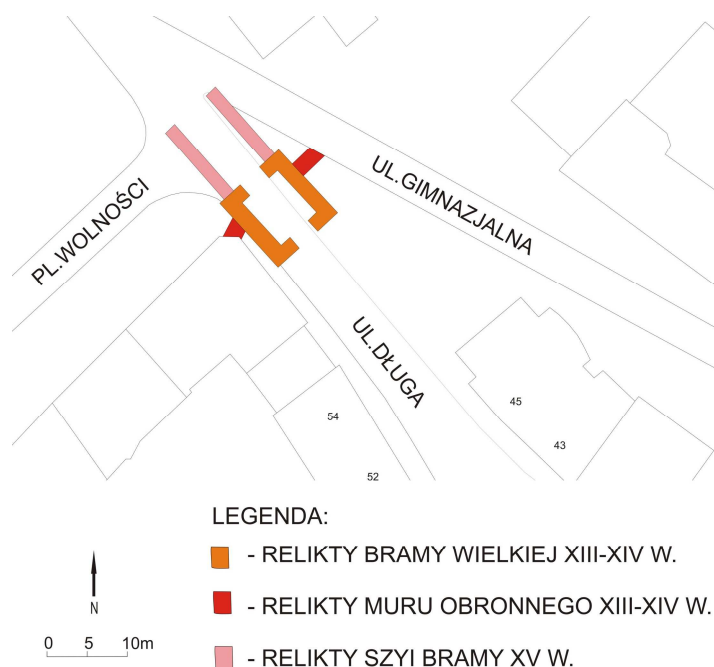 UL.GIMNAZJALNA
PL.WOLNOŚCI
UL.DŁUGA
45
54
43
52
LEGENDA:
- RELIKTY BRAMY WIELKIEJ XIII-XIV W.
- RELIKTY MURU OBRONNEGO XIII-XIV W.
- RELIKTY SZYI BRAMY XV W.
N
0 5 10m